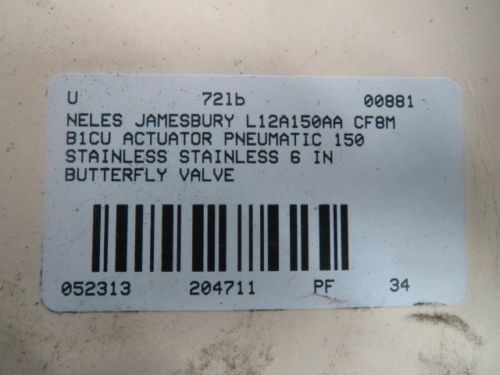 U 72lb 00881
NELES JAMESBURY L12A150AA CF8M
B1CU ACTUATOR PNEUMATIC 150
STAINLESS STAINLESS 6 IN
BUTTERFLY VALVE
052313 204711 PF 34